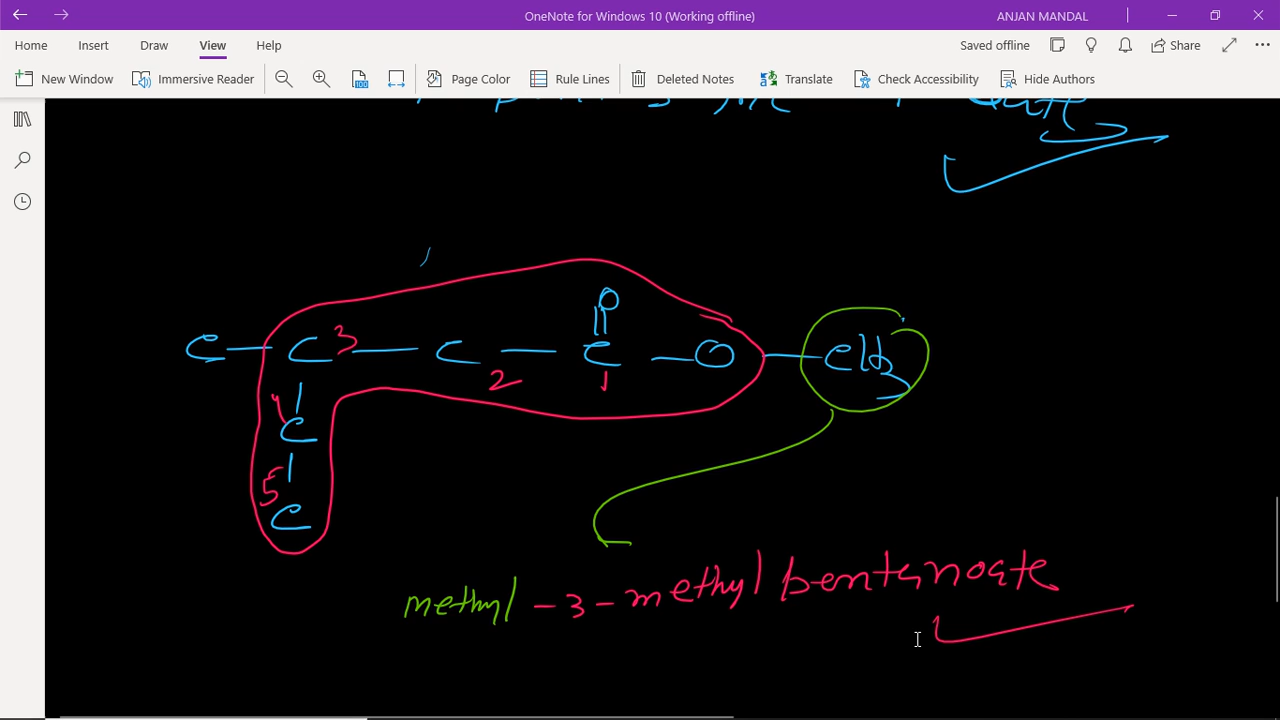 OneNote for Windows 10 (Working offline)
ANJAN MANDAL
Home Insert Draw View Help
Saved offline Share
New Window Immersive Reader Page Color Rule Lines Deleted Notes Translate Check Accessibility Hide Authors
O
C – C 3 – C – C – O – CH3
2 1
4 C
5
C
methyl – 3 – methyl pentanoate